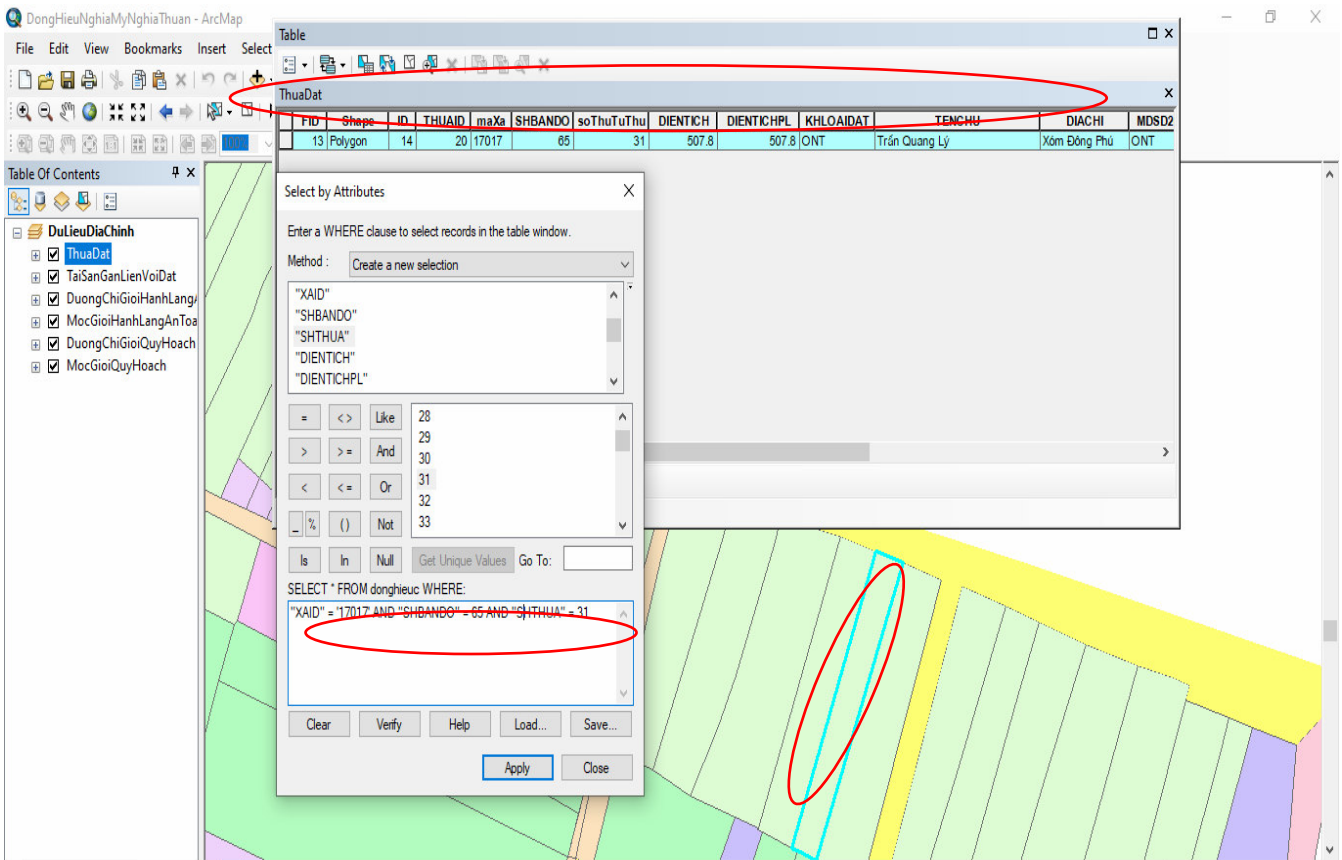 DongHieuNghiaMyNghiaThuan - ArcMap
File Edit View Bookmarks Insert Select
Table
ThuaDat
FID Shape ID THUAID maXa SHBANDO soThuTuThu DIENTICH DIENTICHPL KHLOAIDAT TENCHU DIACHI MDSD2
13 Polygon 14 20 17017 65 31 507.8 507.8 ONT Trần Quang Lý Xóm Đông Phú ONT
100%
Table Of Contents
DuLieuDiaChinh
ThuaDat
TaiSanGanLienVoiDat
DuongChiGioiHanhLangA
MocGioiHanhLangAnToa
DuongChiGioiQuyHoach
MocGioiQuyHoach
Select by Attributes
Enter a WHERE clause to select records in the table window.
Method : Create a new selection
"XAID"
"SHBANDO"
"SHTHUA"
"DIENTICH"
"DIENTICHPL"
= <> Like
> >= And
< <= Or
_ % () Not
Is In Null
28
29
30
31
32
33
Get Unique Values Go To:
SELECT * FROM donghieuc WHERE:
"XAID" = '17017' AND "SHBANDO" = 65 AND "SHTHUA" = 31
Clear Verify Help Load... Save...
Apply Close